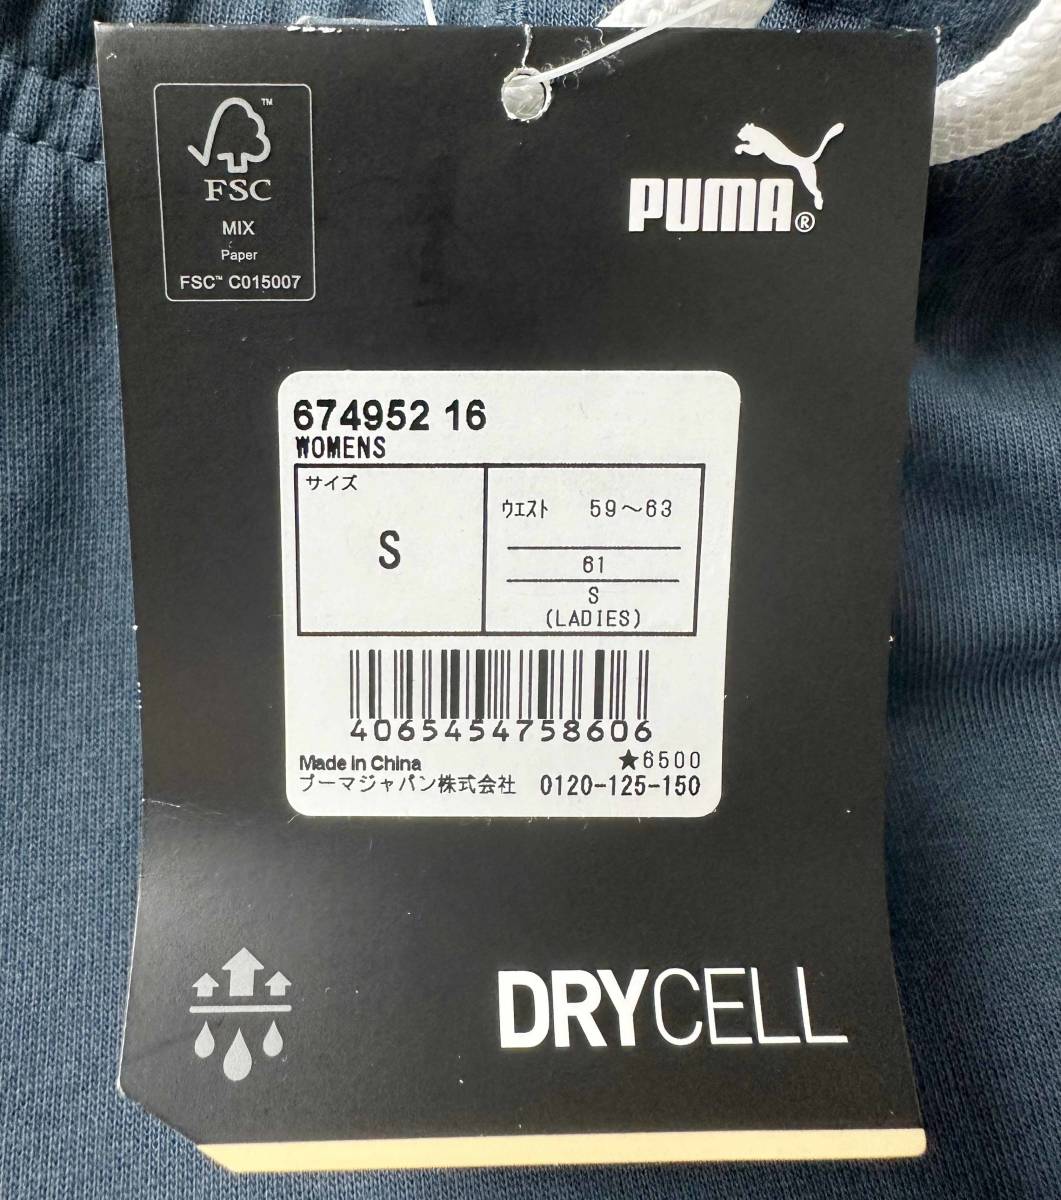 FSC
MIX
Paper
FSC™ C015007
PUMA®
674952 16
WOMENS
サイズ
S
ウエスト 59～63
61
S
(LADIES)
4065454758606
Made in China
★6500
プーマジャパン株式会社 0120-125-150
DRYCELL